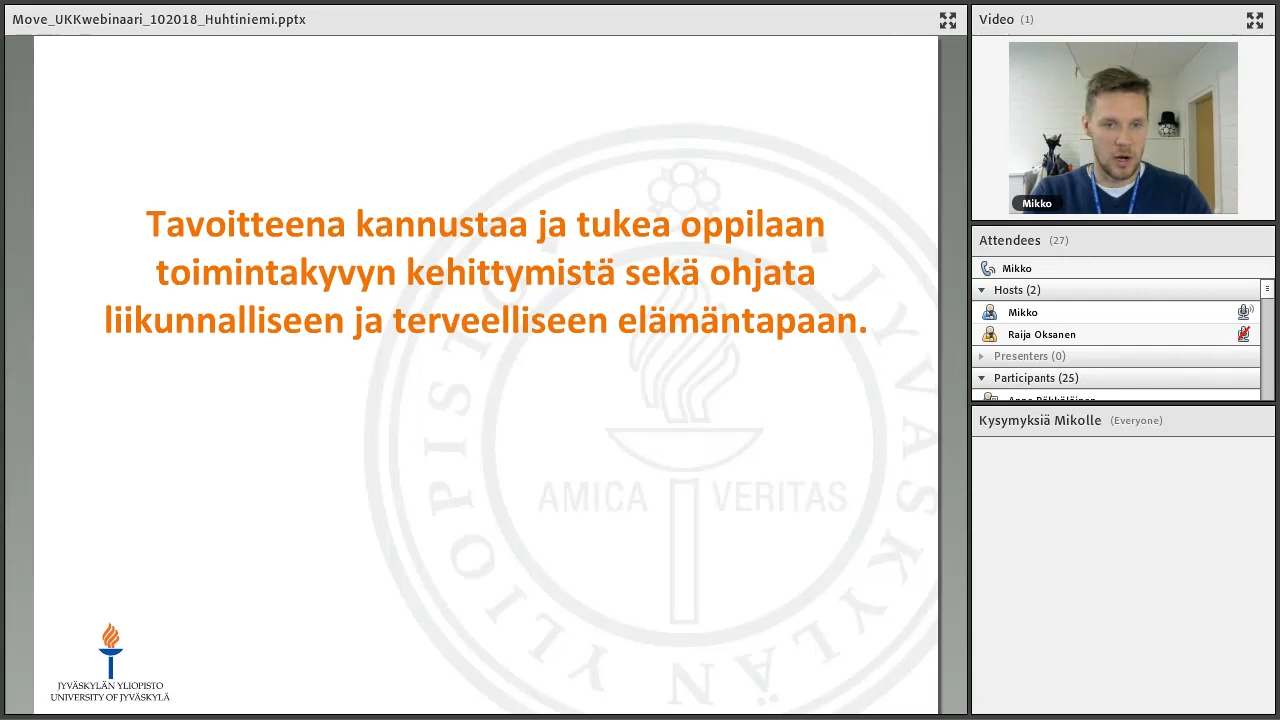 Move_UKKwebinaari_102018_Huhtiniemi.pptx
Tavoitteena kannustaa ja tukea oppilaan
toimintakyvyn kehittymistä sekä ohjata
liikunnalliseen ja terveelliseen elämäntapaan.
JYVÄSKYLÄN YLIOPISTO
AMICA VERITAS
JYVÄSKYLÄN YLIOPISTO
UNIVERSITY OF JYVÄSKYLÄ
Video (1)
Mikko
Attendees (27)
Mikko
Hosts (2)
Mikko
Raija Oksanen
Presenters (0)
Participants (25)
Kysymyksiä Mikolle (Everyone)